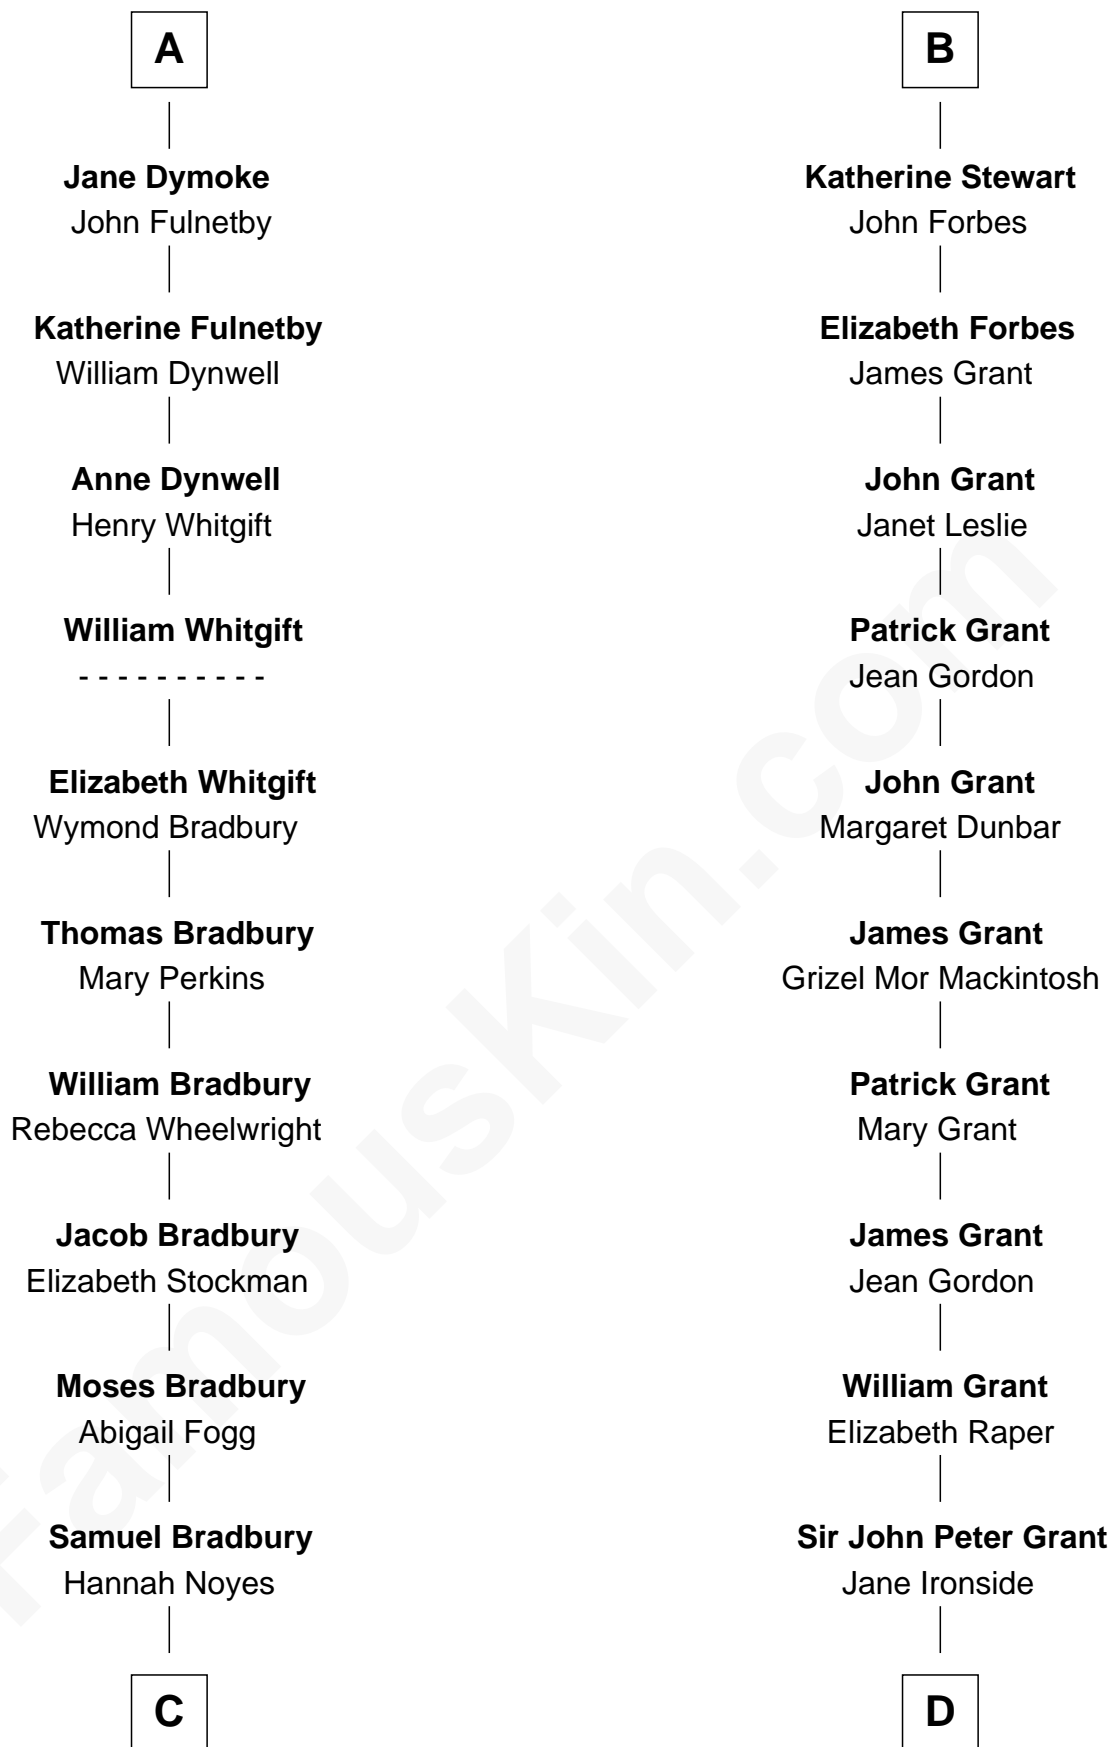 A
Jane Dymoke
John Fulnetby
Katherine Fulnetby
William Dynwell
Anne Dynwell
Henry Whitgift
William Whitgift
- - - - - - - - - -
Elizabeth Whitgift
Wymond Bradbury
Thomas Bradbury
Mary Perkins
William Bradbury
Rebecca Wheelwright
Jacob Bradbury
Elizabeth Stockman
Moses Bradbury
Abigail Fogg
Samuel Bradbury
Hannah Noyes
C
B
Katherine Stewart
John Forbes
Elizabeth Forbes
James Grant
John Grant
Janet Leslie
Patrick Grant
Jean Gordon
John Grant
Margaret Dunbar
James Grant
Grizel Mor Mackintosh
Patrick Grant
Mary Grant
James Grant
Jean Gordon
William Grant
Elizabeth Raper
Sir John Peter Grant
Jane Ironside
D
FamousKin.com